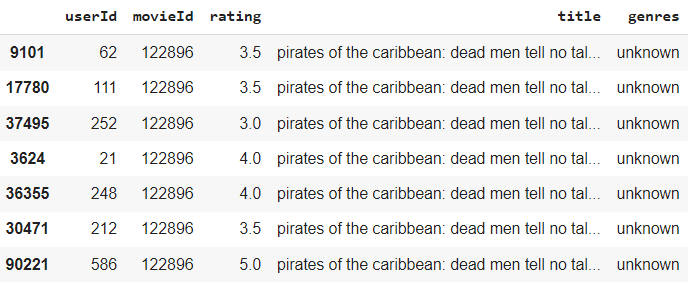 userId movieId rating title genres
9101 62 122896 3.5 pirates of the caribbean: dead men tell no tal... unknown
17780 111 122896 3.5 pirates of the caribbean: dead men tell no tal... unknown
37495 252 122896 3.0 pirates of the caribbean: dead men tell no tal... unknown
3624 21 122896 4.0 pirates of the caribbean: dead men tell no tal... unknown
36355 248 122896 4.0 pirates of the caribbean: dead men tell no tal... unknown
30471 212 122896 3.5 pirates of the caribbean: dead men tell no tal... unknown
90221 586 122896 5.0 pirates of the caribbean: dead men tell no tal... unknown